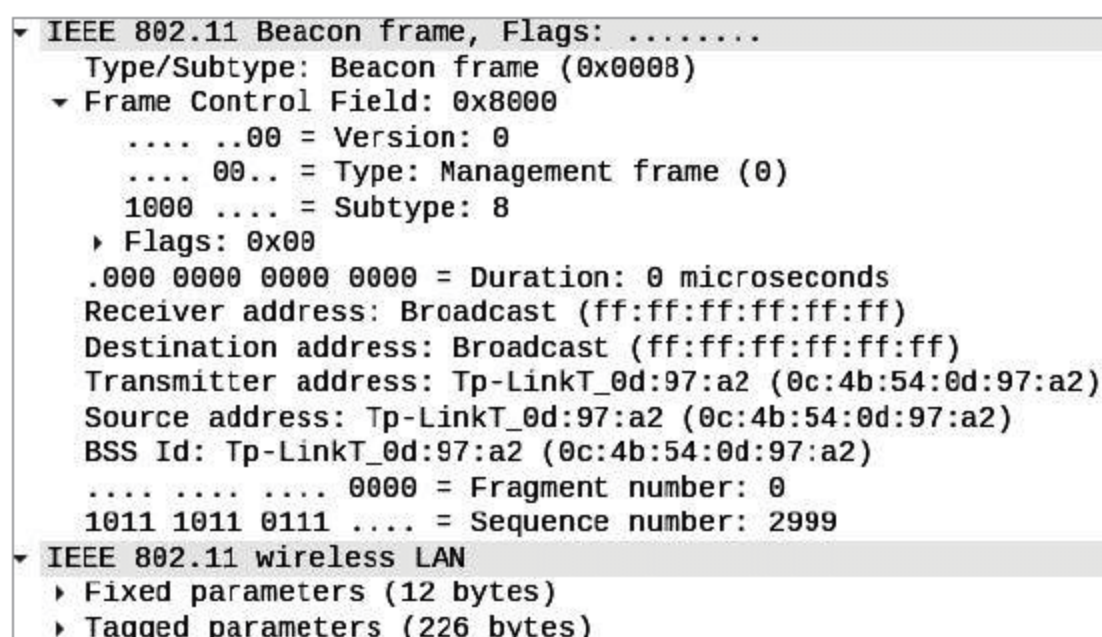 IEEE 802.11 Beacon frame, Flags: ........
Type/Subtype: Beacon frame (0x0008)
Frame Control Field: 0x8000
.... ..00 = Version: 0
.... 00.. = Type: Management frame (0)
1000 .... = Subtype: 8
Flags: 0x00
.000 0000 0000 0000 = Duration: 0 microseconds
Receiver address: Broadcast (ff:ff:ff:ff:ff:ff)
Destination address: Broadcast (ff:ff:ff:ff:ff:ff)
Transmitter address: Tp-LinkT_0d:97:a2 (0c:4b:54:0d:97:a2)
Source address: Tp-LinkT_0d:97:a2 (0c:4b:54:0d:97:a2)
BSS Id: Tp-LinkT_0d:97:a2 (0c:4b:54:0d:97:a2)
.... .... .... 0000 = Fragment number: 0
1011 1011 0111 .... = Sequence number: 2999
IEEE 802.11 wireless LAN
Fixed parameters (12 bytes)
Tagged parameters (226 bytes)